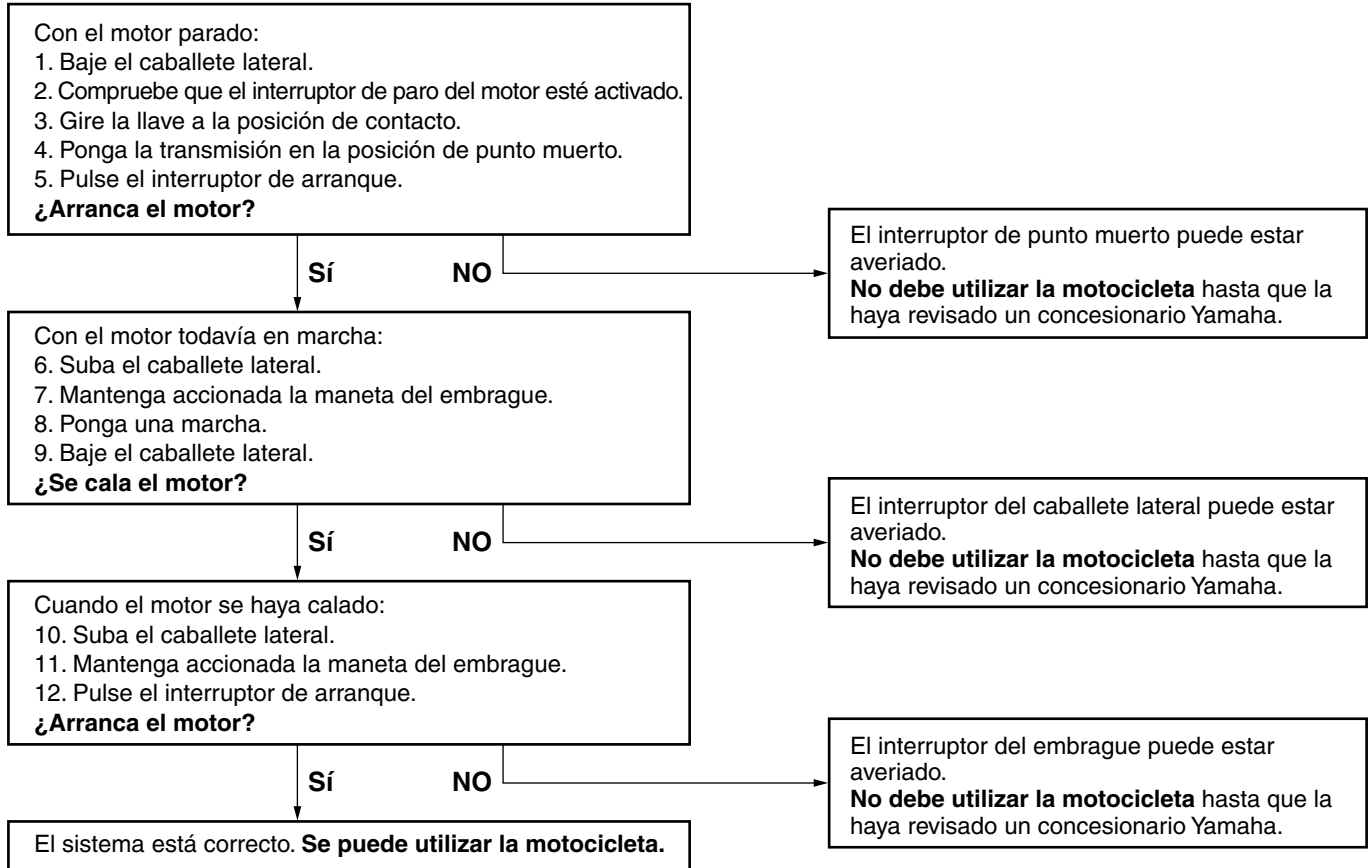 Con el motor parado:
1. Baje el caballete lateral.
2. Compruebe que el interruptor de paro del motor esté activado.
3. Gire la llave a la posición de contacto.
4. Ponga la transmisión en la posición de punto muerto.
5. Pulse el interruptor de arranque.
¿Arranca el motor?
Sí NO
El interruptor de punto muerto puede estar
averiado.
No debe utilizar la motocicleta hasta que la
haya revisado un concesionario Yamaha.
Con el motor todavía en marcha:
6. Suba el caballete lateral.
7. Mantenga accionada la maneta del embrague.
8. Ponga una marcha.
9. Baje el caballete lateral.
¿Se cala el motor?
Sí NO
El interruptor del caballete lateral puede estar
averiado.
No debe utilizar la motocicleta hasta que la
haya revisado un concesionario Yamaha.
Cuando el motor se haya calado:
10. Suba el caballete lateral.
11. Mantenga accionada la maneta del embrague.
12. Pulse el interruptor de arranque.
¿Arranca el motor?
Sí NO
El interruptor del embrague puede estar
averiado.
No debe utilizar la motocicleta hasta que la
haya revisado un concesionario Yamaha.
El sistema está correcto. Se puede utilizar la motocicleta.